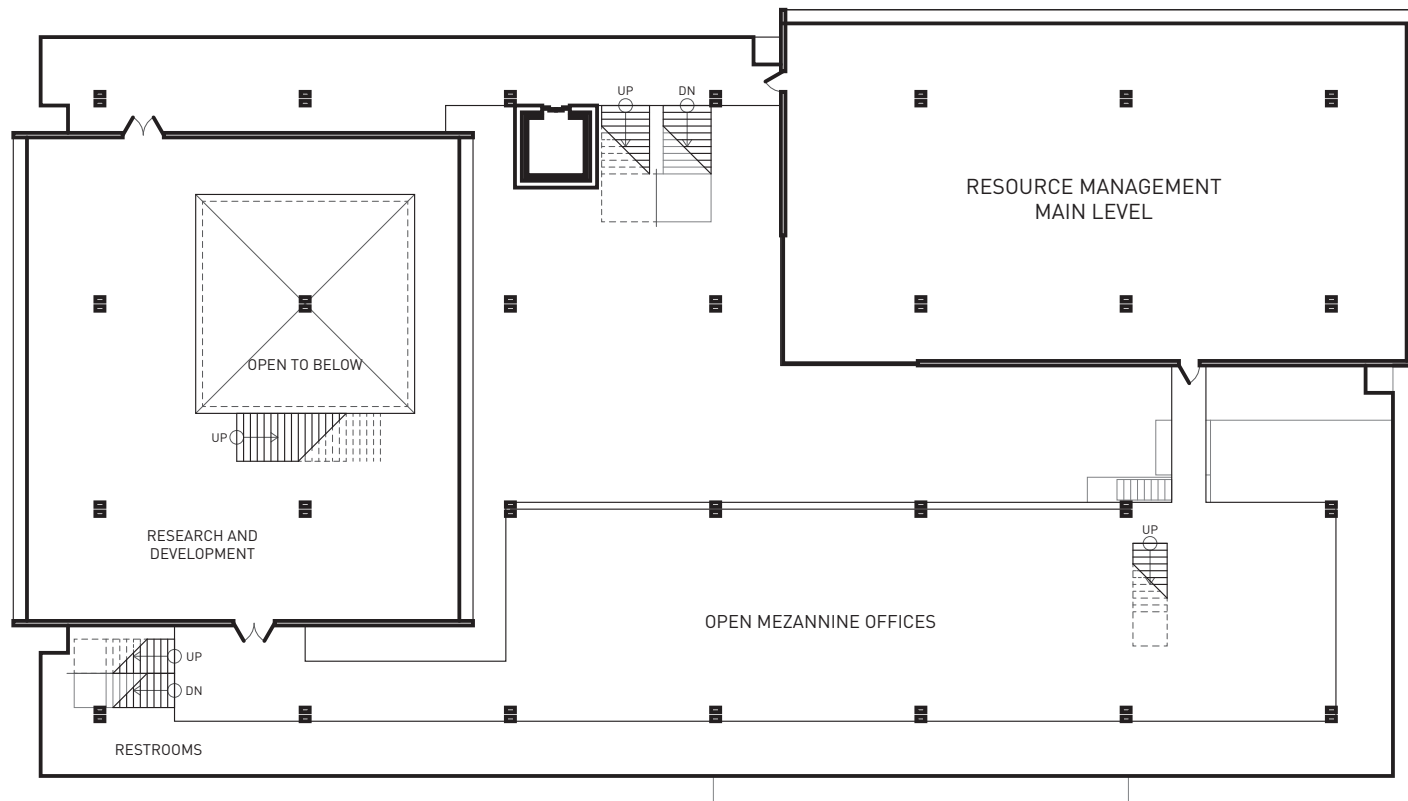 UP
DN
RESOURCE MANAGEMENT
MAIN LEVEL
OPEN TO BELOW
UP
RESEARCH AND
DEVELOPMENT
UP
OPEN MEZANNINE OFFICES
UP
DN
RESTROOMS